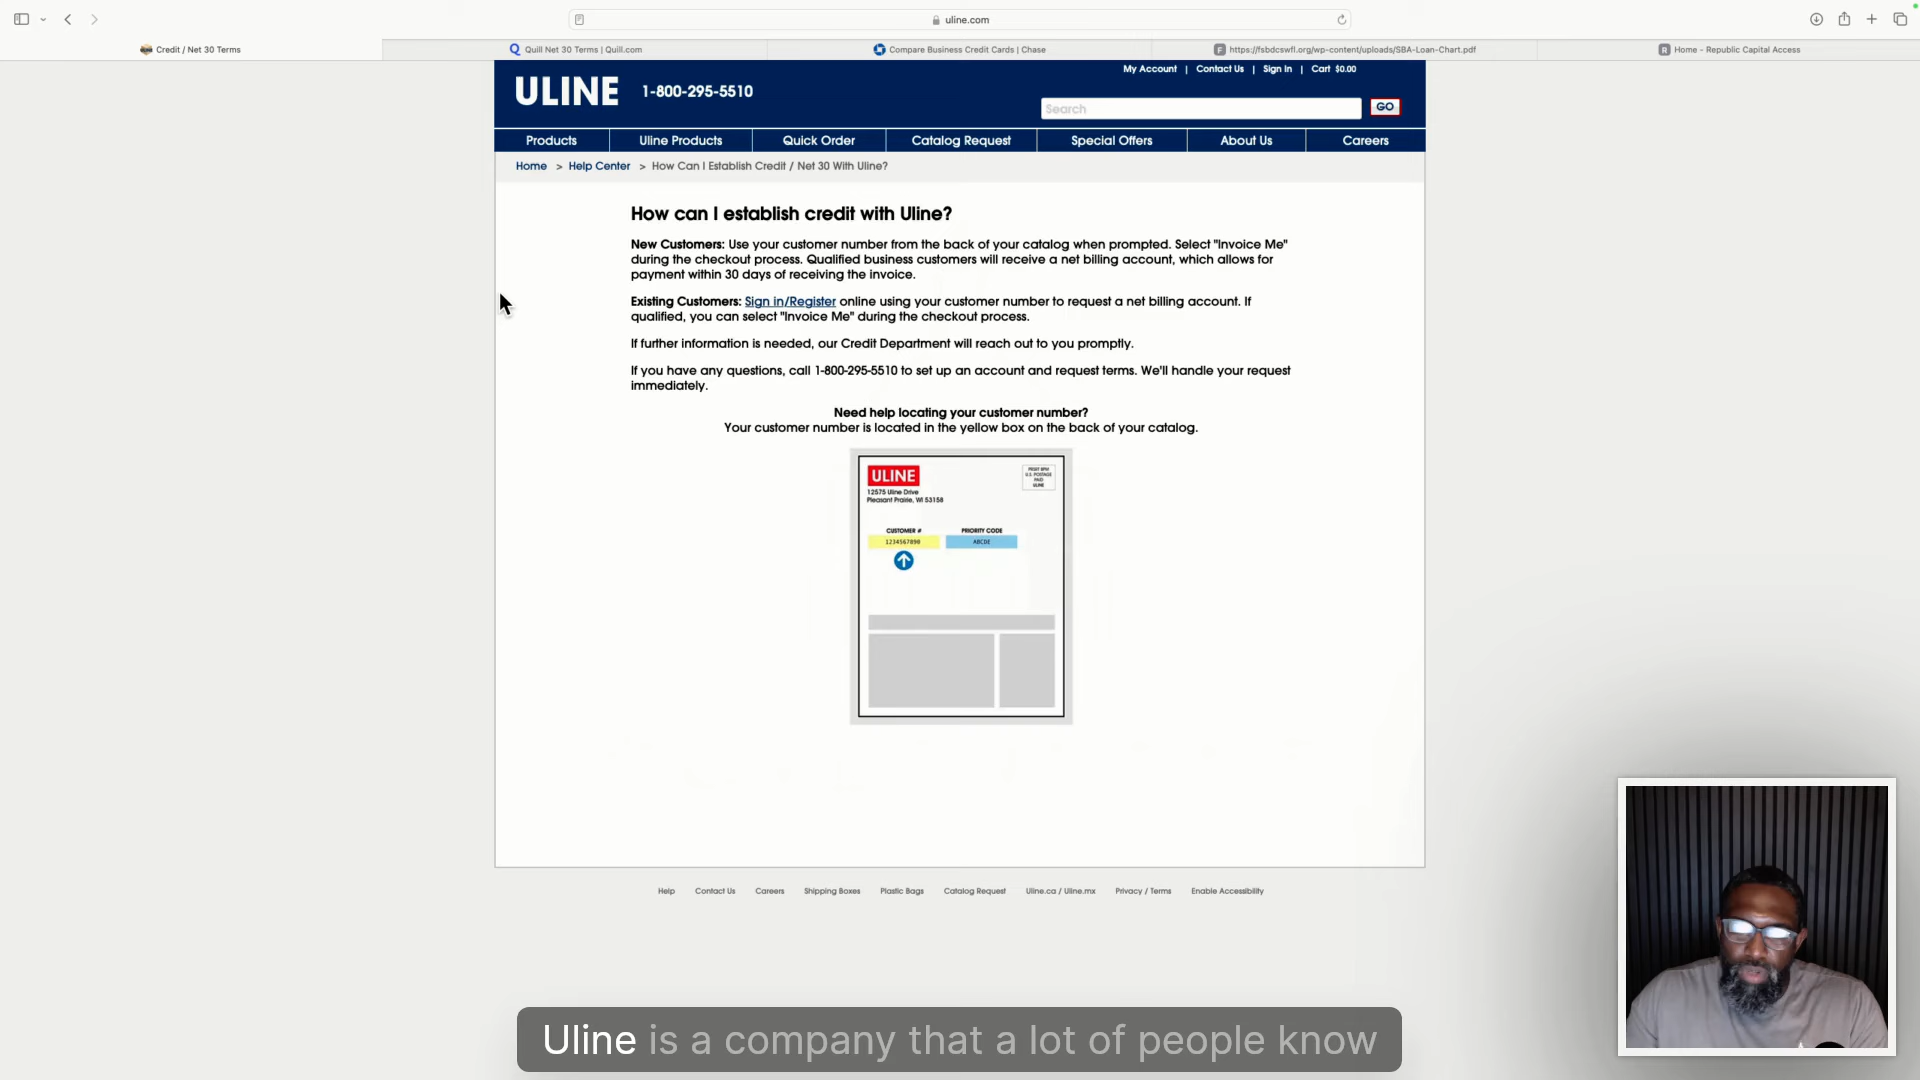 uline.com
Credit / Net 30 Terms
Quill Net 30 Terms | Quill.com
Compare Business Credit Cards | Chase
https://fsbdcswfl.org/wp-content/uploads/SBA-Loan-Chart.pdf
Home - Republic Capital Access
My Account | Contact Us | Sign In | Cart $0.00
ULINE 1-800-295-5510
Search GO
Products Uline Products Quick Order Catalog Request Special Offers About Us Careers
Home > Help Center > How Can I Establish Credit / Net 30 With Uline?
How can I establish credit with Uline?
New Customers: Use your customer number from the back of your catalog when prompted. Select "Invoice Me"
during the checkout process. Qualified business customers will receive a net billing account, which allows for
payment within 30 days of receiving the invoice.
Existing Customers: Sign in/Register online using your customer number to request a net billing account. If
qualified, you can select "Invoice Me" during the checkout process.
If further information is needed, our Credit Department will reach out to you promptly.
If you have any questions, call 1-800-295-5510 to set up an account and request terms. We'll handle your request
immediately.
Need help locating your customer number?
Your customer number is located in the yellow box on the back of your catalog.
ULINE
12575 Uline Drive
Pleasant Prairie, WI 53158
PRSRT BPM
U.S. POSTAGE
PAID
ULINE
CUSTOMER # PRIORITY CODE
1234567890 ABCDE
Help Contact Us Careers Shipping Boxes Plastic Bags Catalog Request Uline.ca / Uline.mx Privacy / Terms Enable Accessibility
Uline is a company that a lot of people know